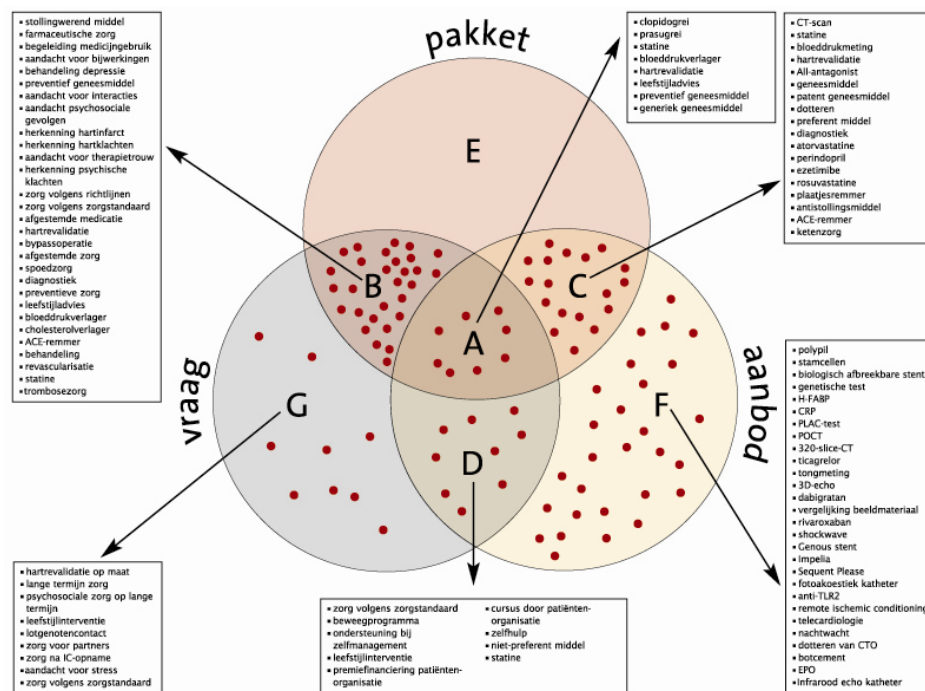 ▪ stollingwerend middel
▪ farmaceutische zorg
▪ begeleiding medicijngebruik
▪ aandacht voor bijwerkingen
▪ behandeling depressie
▪ preventief geneesmiddel
▪ aandacht voor interacties
▪ aandacht psychosociale
gevolgen
▪ herkenning hartinfarct
▪ herkenning hartklachten
▪ aandacht voor therapietrouw
▪ herkenning psychische
klachten
▪ zorg volgens richtlijnen
▪ zorg volgens zorgstandaard
▪ afgestemde medicatie
▪ hartrevalidatie
▪ bypassoperatie
▪ afgestemde zorg
▪ spoedzorg
▪ diagnostiek
▪ preventieve zorg
▪ leefstijladvies
▪ bloeddrukverlager
▪ cholesterolverlager
▪ ACE-remmer
▪ behandeling
▪ revascularisatie
▪ statine
▪ trombosezorg
pakket
▪ clopidogrel
▪ prasugrel
▪ statine
▪ bloeddrukverlager
▪ hartrevalidatie
▪ leefstijladvies
▪ preventief geneesmiddel
▪ generiek geneesmiddel
▪ CT-scan
▪ statine
▪ bloeddrukmeting
▪ hartrevalidatie
▪ AII-antagonist
▪ geneesmiddel
▪ patent geneesmiddel
▪ dotteren
▪ preferent middel
▪ diagnostiek
▪ atorvastatine
▪ perindopril
▪ ezetimibe
▪ rosuvastatine
▪ plaatjesremmer
▪ antistollingsmiddel
▪ ACE-remmer
▪ ketenzorg
E
B
C
A
vraag
G
D
F
aanbod
▪ polypil
▪ stamcellen
▪ biologisch afbreekbare stent
▪ genetische test
▪ H-FABP
▪ CRP
▪ PLAC-test
▪ POCT
▪ 320-slice-CT
▪ ticagrelor
▪ tongmeting
▪ 3D-echo
▪ dabigratan
▪ vergelijking beeldmateriaal
▪ rivaroxaban
▪ shockwave
▪ Genous stent
▪ Impelia
▪ Sequent Please
▪ fotoakoestiek katheter
▪ anti-TLR2
▪ remote ischemic conditioning
▪ telecardiologie
▪ nachtwacht
▪ dotteren van CTO
▪ botcement
▪ EPO
▪ Infrarood echo katheter
▪ hartrevalidatie op maat
▪ lange termijn zorg
▪ psychosociale zorg op lange
termijn
▪ leefstijlinterventie
▪ lotgenotencontact
▪ zorg voor partners
▪ zorg na IC-opname
▪ aandacht voor stress
▪ zorg volgens zorgstandaard
▪ zorg volgens zorgstandaard
▪ beweegprogramma
▪ ondersteuning bij
zelfmanagement
▪ leefstijlinterventie
▪ premiefinanciering patiënten-
organisatie
▪ cursus door patiënten-
organisatie
▪ zelfhulp
▪ niet-preferent middel
▪ statine